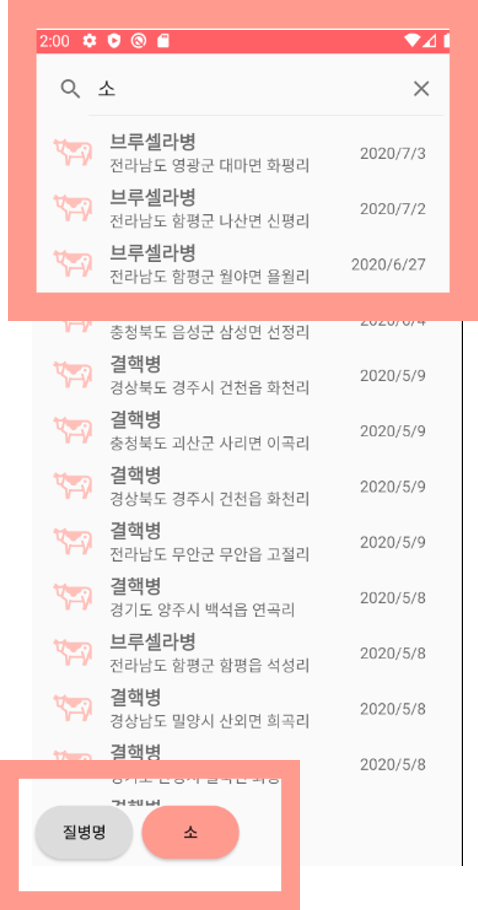 2:00
소
브루셀라병
전라남도 영광군 대마면 화평리
2020/7/3
브루셀라병
전라남도 함평군 나산면 신평리
2020/7/2
브루셀라병
전라남도 함평군 월야면 용월리
2020/6/27
충청북도 음성군 삼성면 선정리
2020/6/4
결핵병
경상북도 경주시 건천읍 화천리
2020/5/9
결핵병
충청북도 괴산군 사리면 이곡리
2020/5/9
결핵병
경상북도 경주시 건천읍 화천리
2020/5/9
결핵병
전라남도 무안군 무안읍 고절리
2020/5/9
결핵병
경기도 양주시 백석읍 연곡리
2020/5/8
브루셀라병
전라남도 함평군 함평읍 석성리
2020/5/8
결핵병
경상남도 밀양시 산외면 희곡리
2020/5/8
결핵병
2020/5/8
결핵병
질병명
소